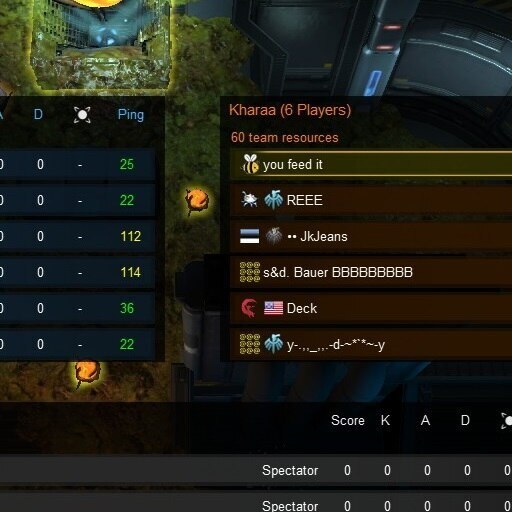 A D Ping
0 0 - 25
0 0 - 22
0 0 - 112
0 0 - 114
0 0 - 36
0 0 - 22
Kharaa (6 Players)
60 team resources
you feed it
REEE
•• JkJeans
s&d. Bauer BBBBBBBBB
Deck
y-.,,_,,.-d-~*`*~-y
Score K A D
Spectator 0 0 0 0 0
Spectator 0 0 0 0 0